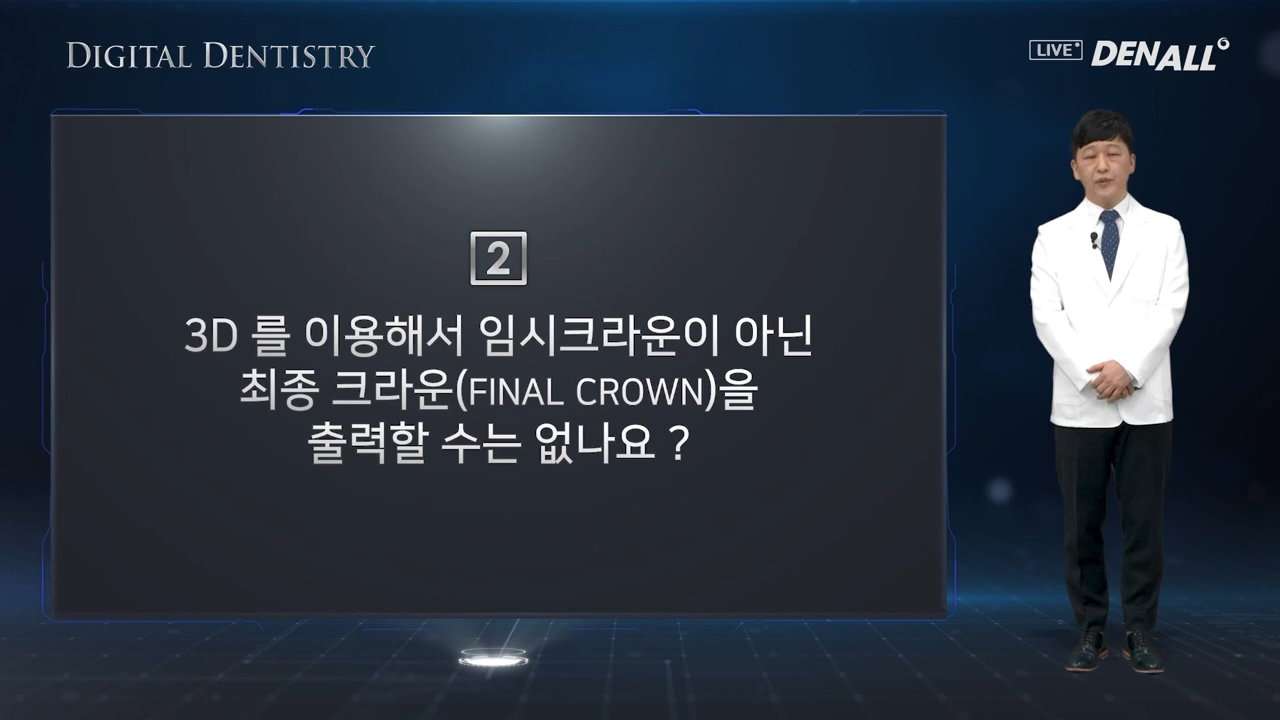 DIGITAL DENTISTRY
LIVE DENALL
2
3D 를 이용해서 임시크라운이 아닌
최종 크라운(FINAL CROWN)을
출력할 수는 없나요 ?